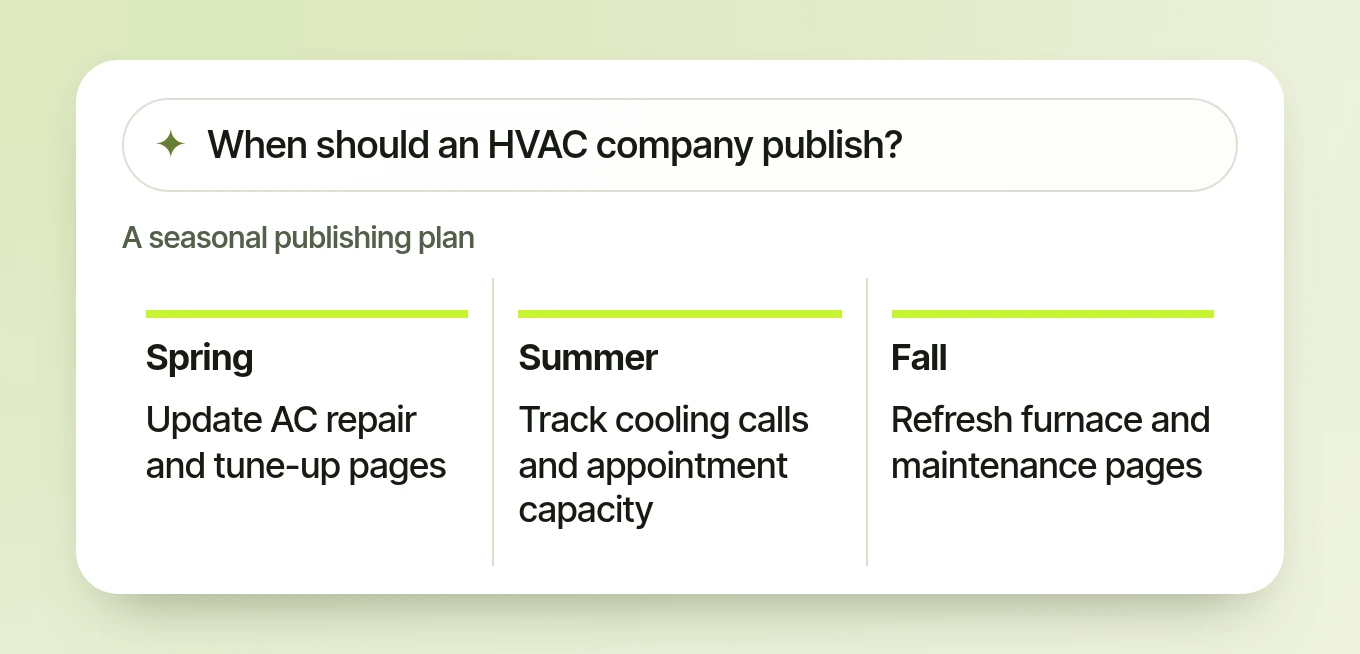 When should an HVAC company publish?
A seasonal publishing plan
Spring
Update AC repair
and tune-up pages
Summer
Track cooling calls
and appointment
capacity
Fall
Refresh furnace and
maintenance pages